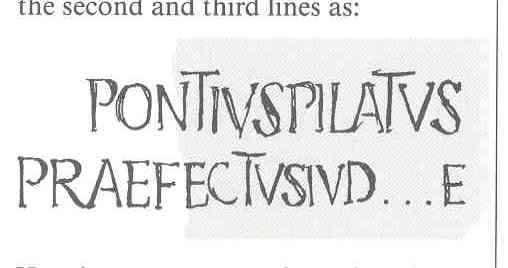 the second and third lines as:
PONTIVSPILATVS
PRAEFECTVSIVD...E